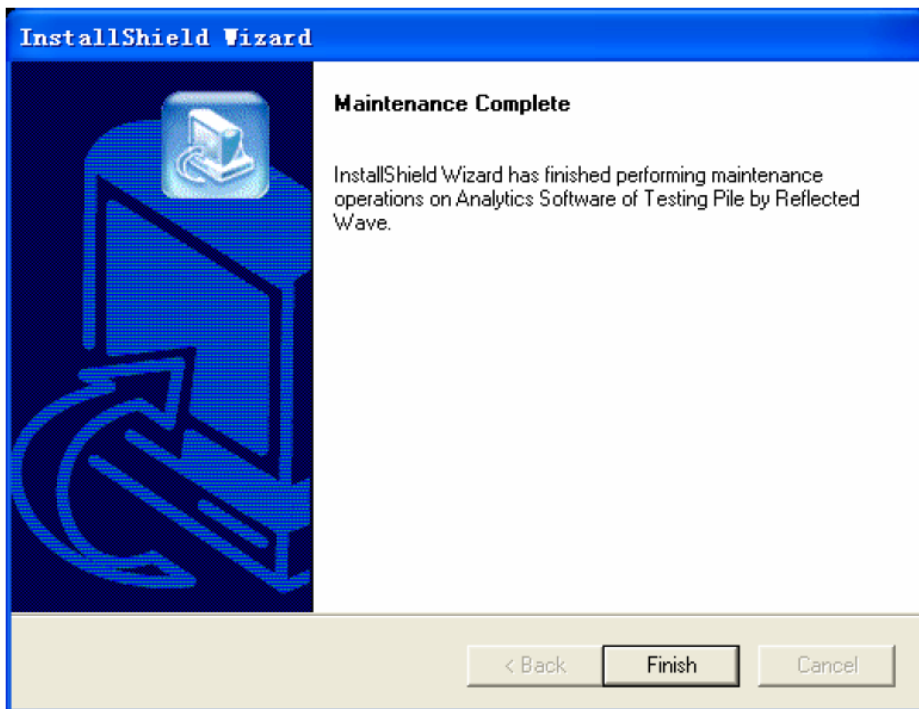 InstallShield Wizard
Maintenance Complete
InstallShield Wizard has finished performing maintenance
operations on Analytics Software of Testing Pile by Reflected
Wave.
< Back
Finish
Cancel